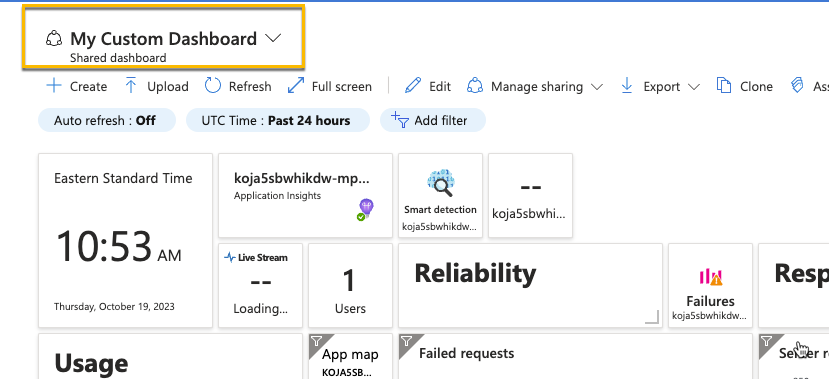 My Custom Dashboard
Shared dashboard
Create Upload Refresh Full screen Edit Manage sharing Export Clone Ass
Auto refresh : Off UTC Time : Past 24 hours Add filter
Eastern Standard Time
10:53 AM
Thursday, October 19, 2023
koja5sbwhikdw-mp...
Application Insights
Smart detection
koja5sbwhikdw...
--
koja5sbwhi...
Live Stream
--
Loading...
1
Users
Reliability
Failures
koja5sbwhikdw...
Resp
Usage
App map
KOJA5SB...
Failed requests